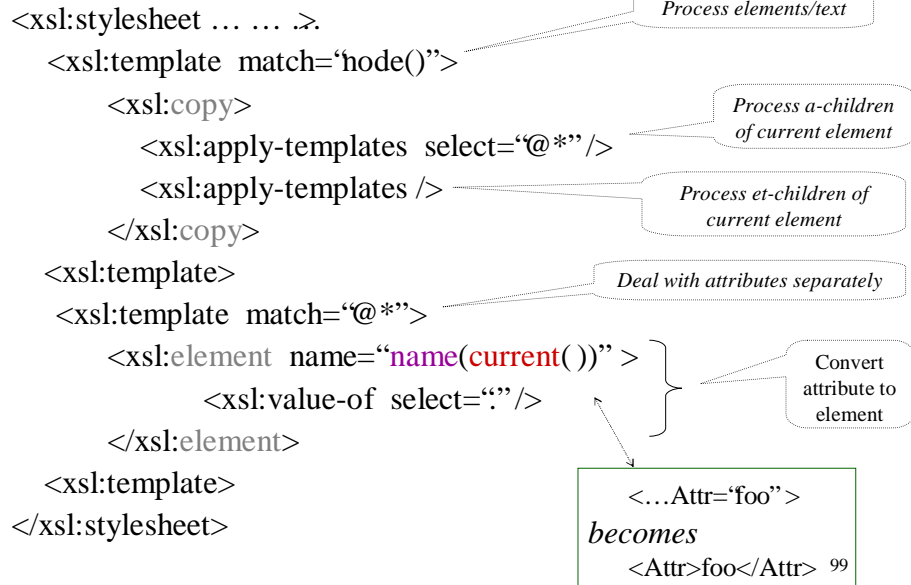 Process elements/text
<xsl:stylesheet … … …>
<xsl:template match=“node()”>
<xsl:copy>
Process a-children
of current element
<xsl:apply-templates select=“@*”/>
<xsl:apply-templates />
Process et-children of
current element
</xsl:copy>
<xsl:template>
Deal with attributes separately
<xsl:template match=“@*”>
<xsl:element name=“name(current())” >
Convert
attribute to
element
<xsl:value-of select=“.”/>
</xsl:element>
<xsl:template>
</xsl:stylesheet>
<…Attr=“foo”>
becomes
<Attr>foo</Attr>
99